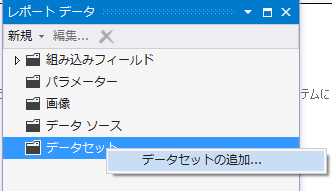 レポート データ
新規 編集...
組み込みフィールド
パラメーター
画像
データ ソース
データセット
データセットの追加...
テムに